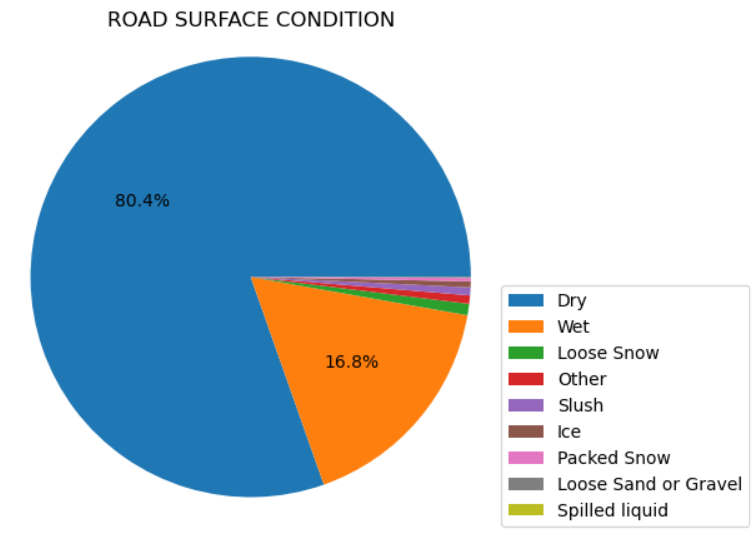 ROAD SURFACE CONDITION
80.4%
16.8%
Dry
Wet
Loose Snow
Other
Slush
Ice
Packed Snow
Loose Sand or Gravel
Spilled liquid